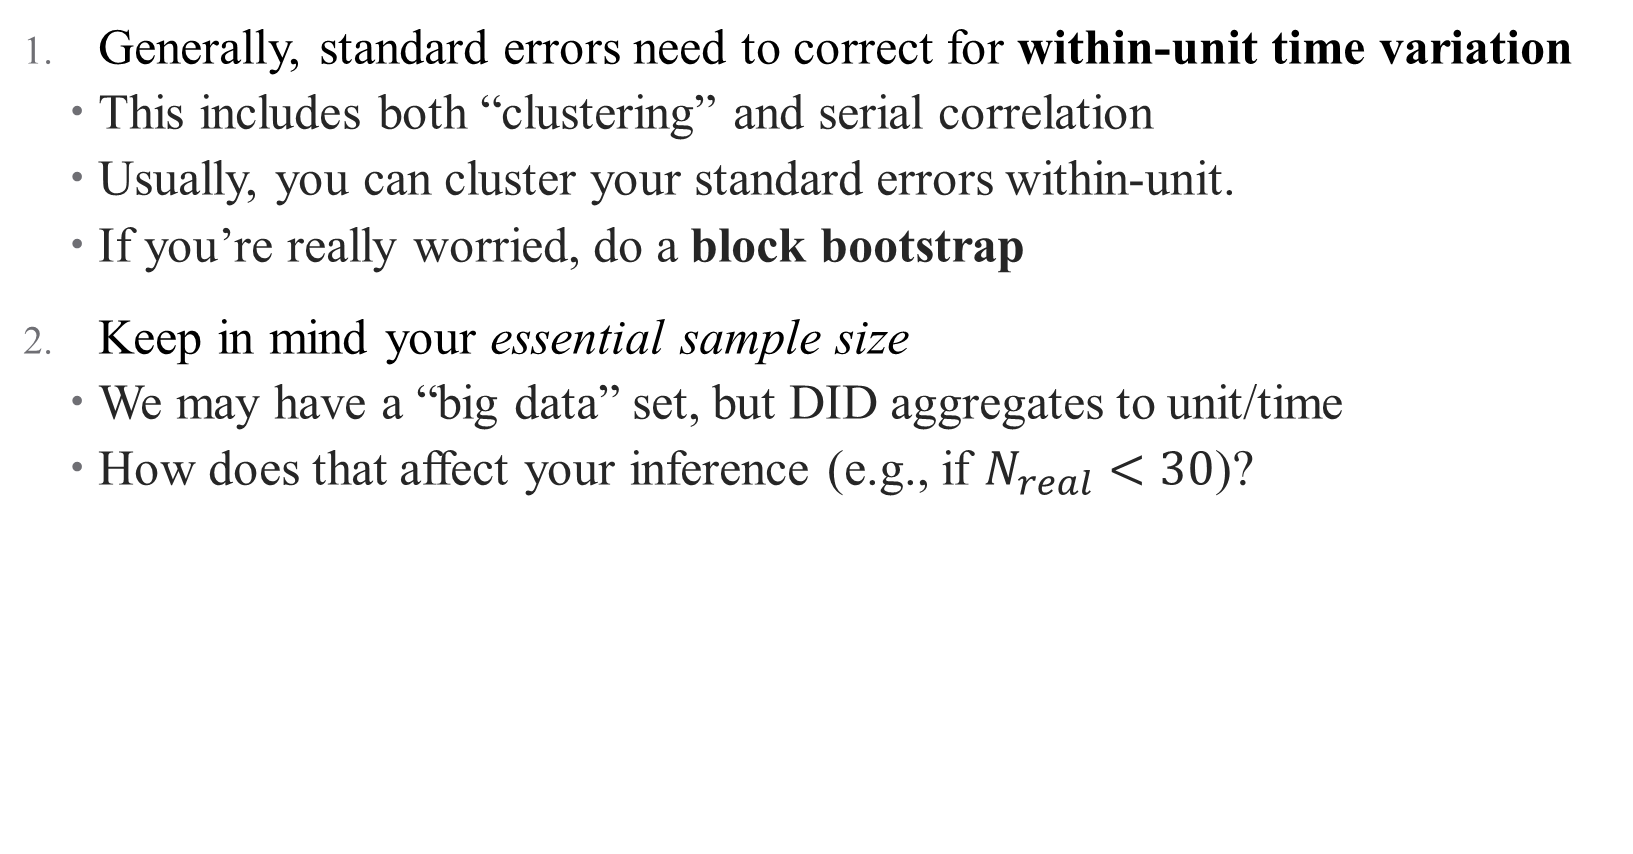 1. Generally, standard errors need to correct for within-unit time variation
• This includes both “clustering” and serial correlation
• Usually, you can cluster your standard errors within-unit.
• If you’re really worried, do a block bootstrap
2. Keep in mind your essential sample size
• We may have a “big data” set, but DID aggregates to unit/time
• How does that affect your inference (e.g., if N_real < 30)?